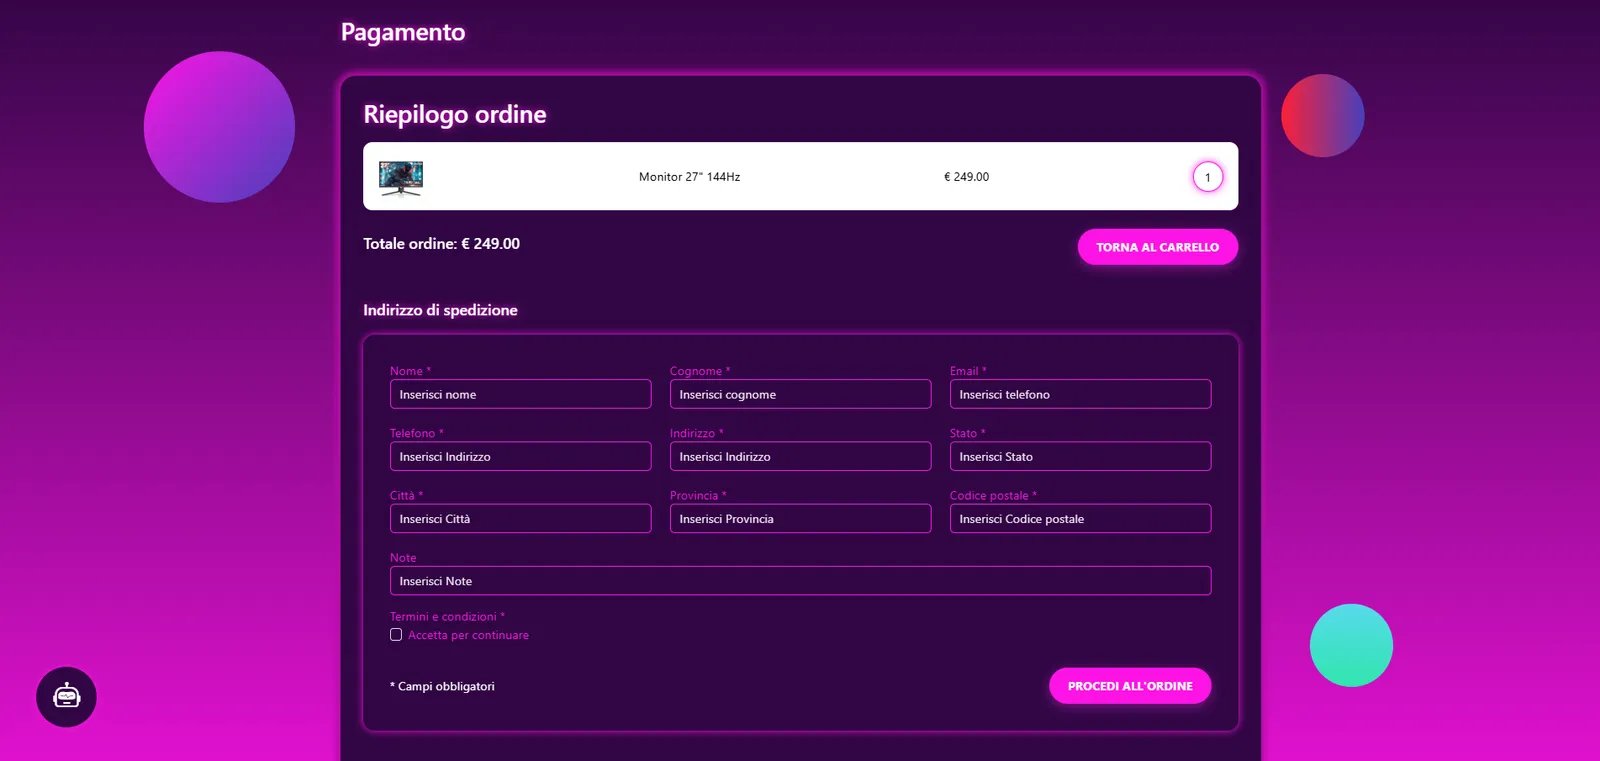 Pagamento
Riepilogo ordine
Monitor 27" 144Hz
€ 249.00
1
Totale ordine: € 249.00
TORNA AL CARRELLO
Indirizzo di spedizione
Nome *
Cognome *
Email *
Inserisci nome
Inserisci cognome
Inserisci telefono
Telefono *
Indirizzo *
Stato *
Inserisci Indirizzo
Inserisci Indirizzo
Inserisci Stato
Città *
Provincia *
Codice postale *
Inserisci Città
Inserisci Provincia
Inserisci Codice postale
Note
Inserisci Note
Termini e condizioni *
Accetta per continuare
* Campi obbligatori
PROCEDI ALL'ORDINE